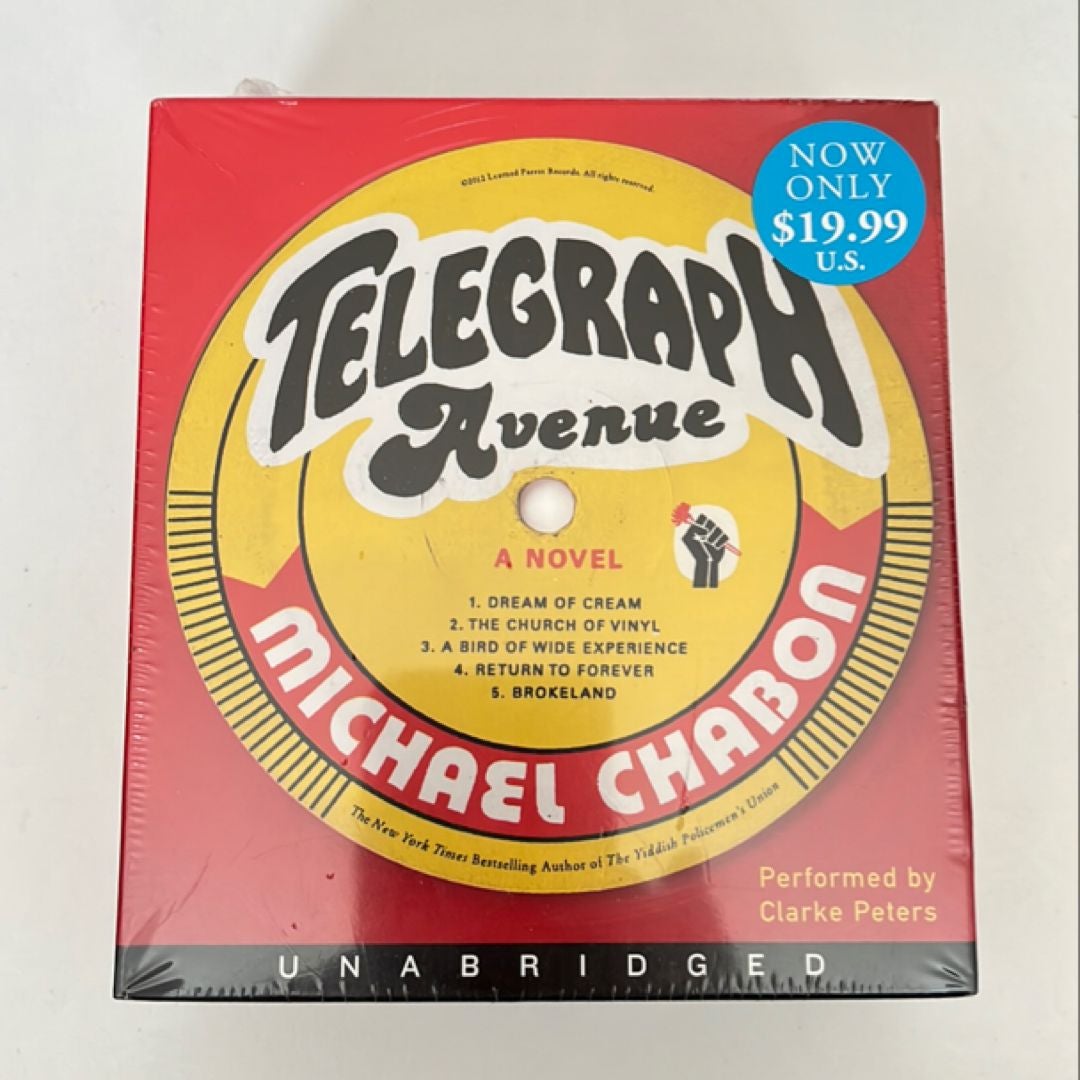 ©2012 Learned Parrot Records. All rights reserved.
NOW
ONLY
$19.99
U.S.
TELEGRAPH
Avenue
A NOVEL
1. DREAM OF CREAM
2. THE CHURCH OF VINYL
3. A BIRD OF WIDE EXPERIENCE
4. RETURN TO FOREVER
5. BROKELAND
MICHAEL CHABON
The New York Times Bestselling Author of The Yiddish Policemen's Union
Performed by
Clarke Peters
UNABRIDGED